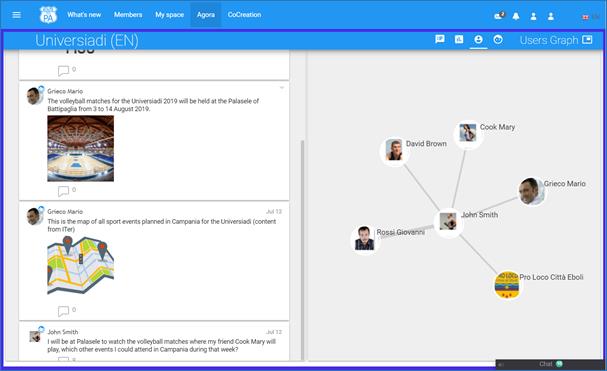 PA
What's new
Members
My space
Agora
CoCreation
EN
Universiadi (EN)
Users Graph
0
Grieco Mario
The volleyball matches for the Universiadi 2019 will be held at the Palasele of
Battipaglia from 3 to 14 August 2019.
0
Grieco Mario
Jul 12
This is the map of all sport events planned in Campania for the Universiadi (content
from ITer)
0
John Smith
Jul 12
I will be at Palasele to watch the volleyball matches where my friend Cook Mary will
play, which other events I could attend in Campania during that week?
Cook Mary
David Brown
Grieco Mario
John Smith
Rossi Giovanni
Pro Loco Città Eboli
Chat